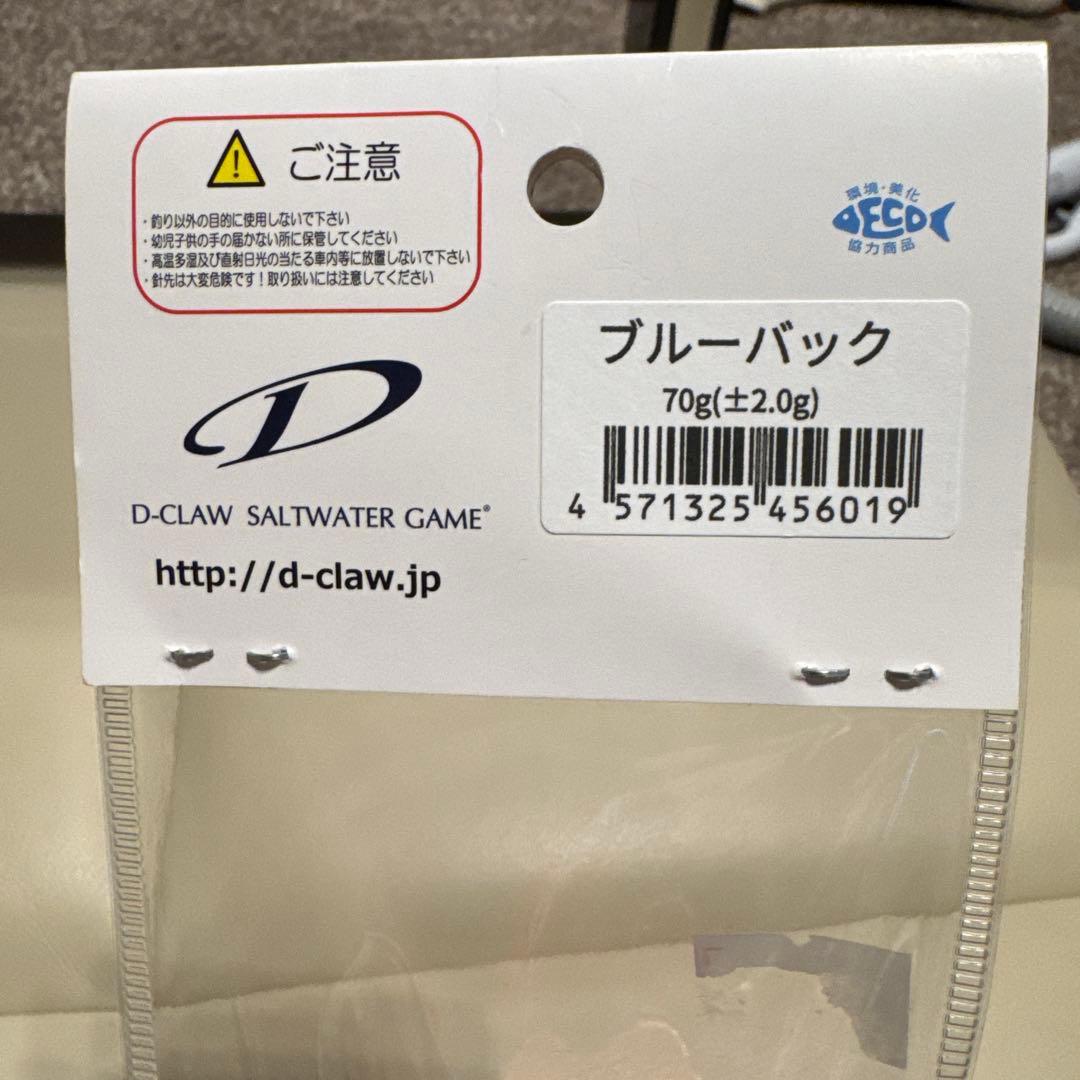 ご注意
・釣り以外の目的に使用しないで下さい
・幼児子供の手の届かない所に保管してください
・高温多湿及び直射日光の当たる車内等に放置しないで下さい
・針先は大変危険です！取り扱いには注意してください
環境・美化
ECO
協力商品
D-CLAW SALTWATER GAME®
http://d-claw.jp
ブルーバック
70g(±2.0g)
4 571325 456019